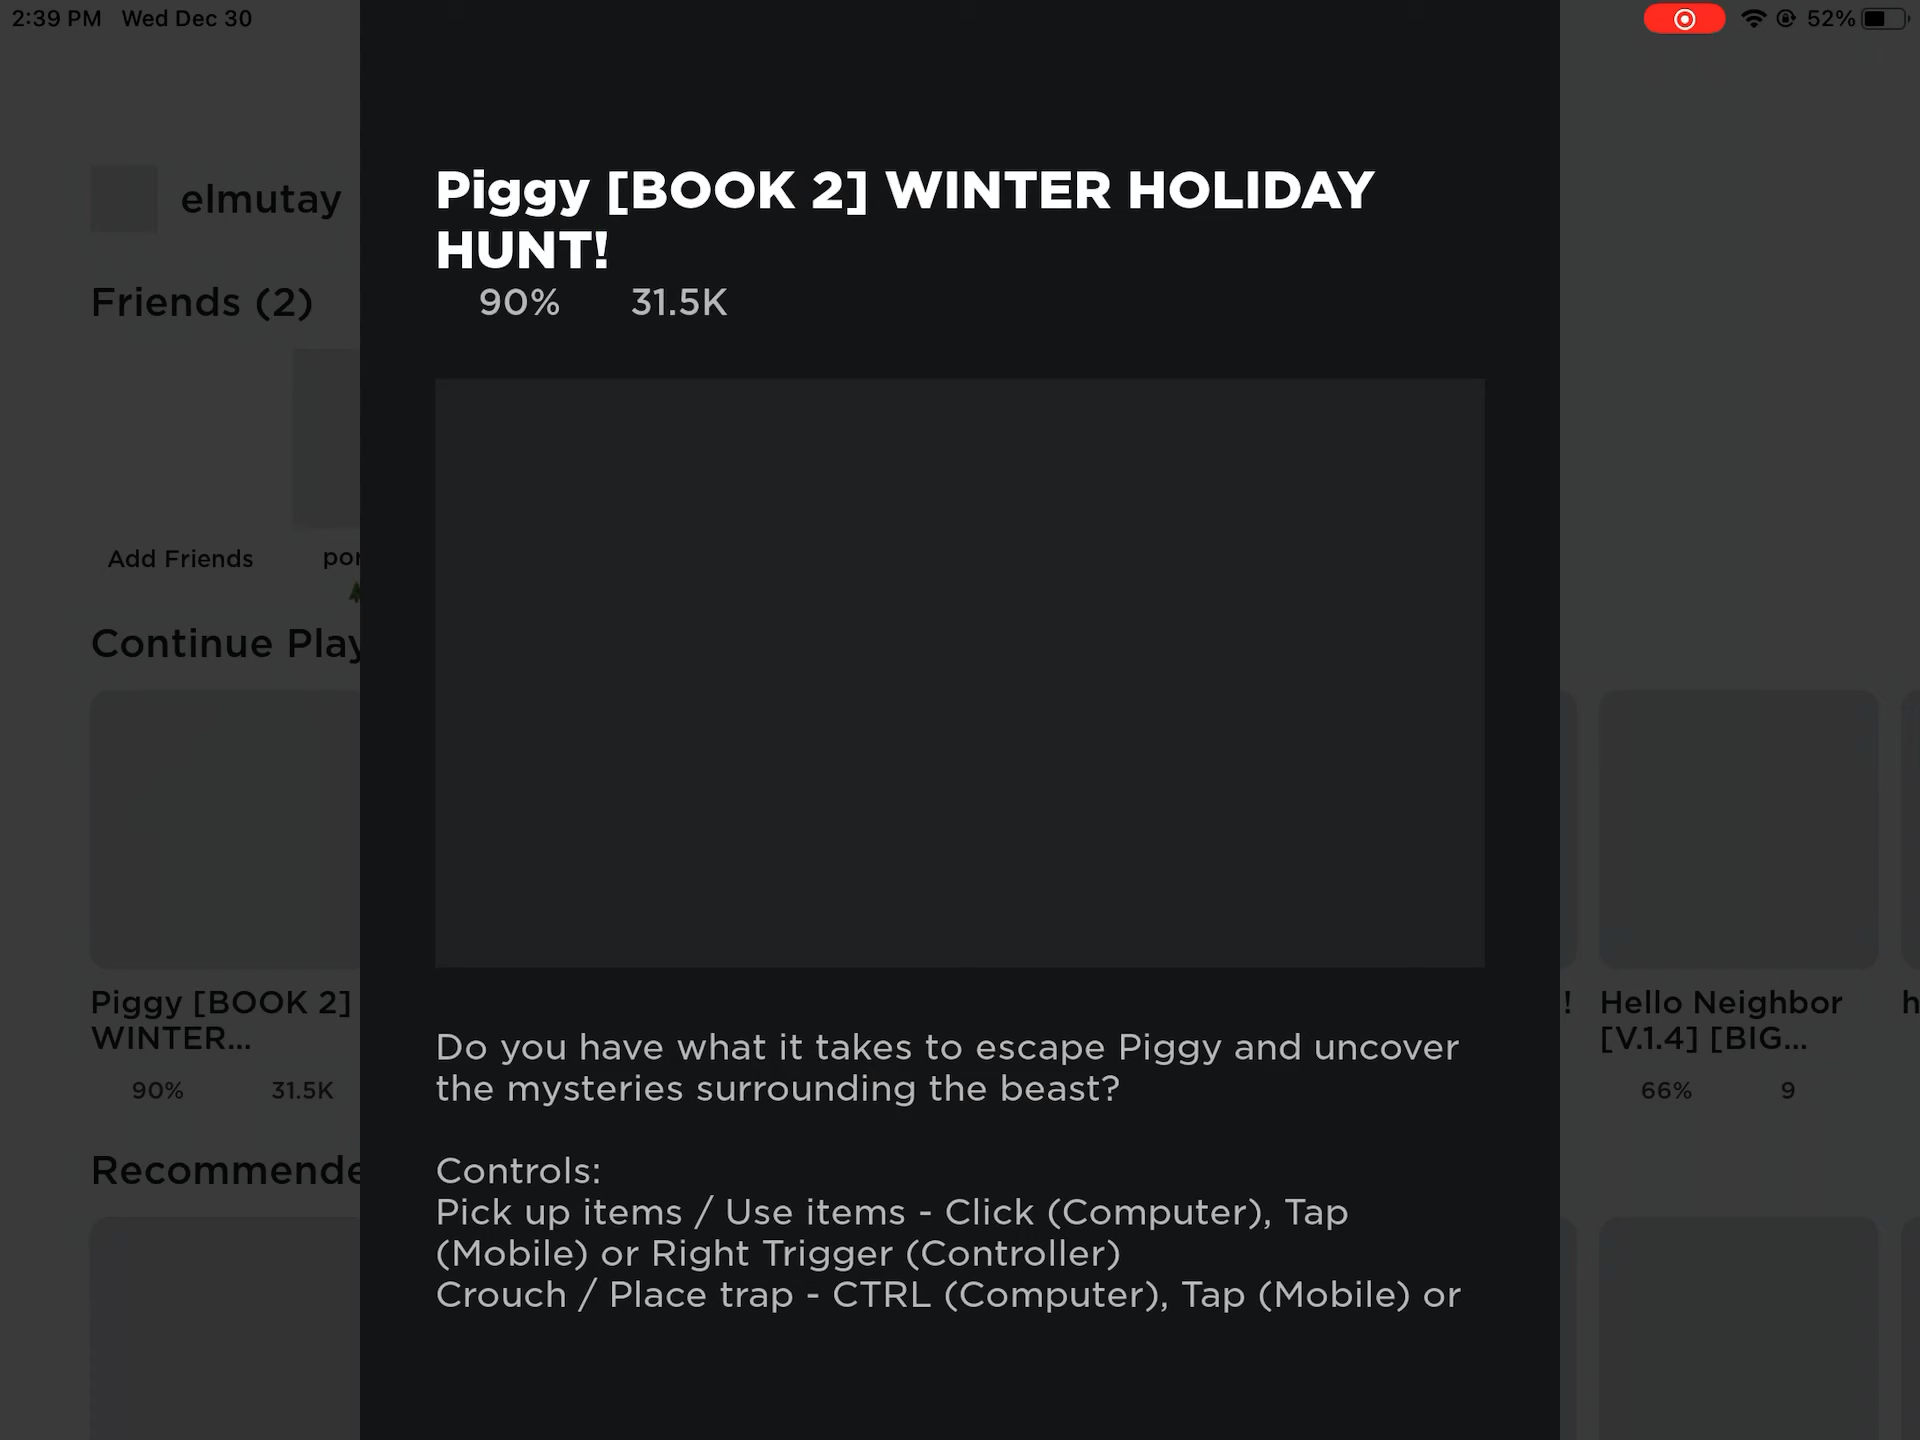 2:39 PM Wed Dec 30
52%
elmutay
Friends (2)
Add Friends
por
Continue Play
Piggy [BOOK 2]
WINTER...
90% 31.5K
Recommende
Piggy [BOOK 2] WINTER HOLIDAY
HUNT!
90% 31.5K
Do you have what it takes to escape Piggy and uncover
the mysteries surrounding the beast?
Controls:
Pick up items / Use items - Click (Computer), Tap
(Mobile) or Right Trigger (Controller)
Crouch / Place trap - CTRL (Computer), Tap (Mobile) or
!
Hello Neighbor
[V.1.4] [BIG...
66% 9
h